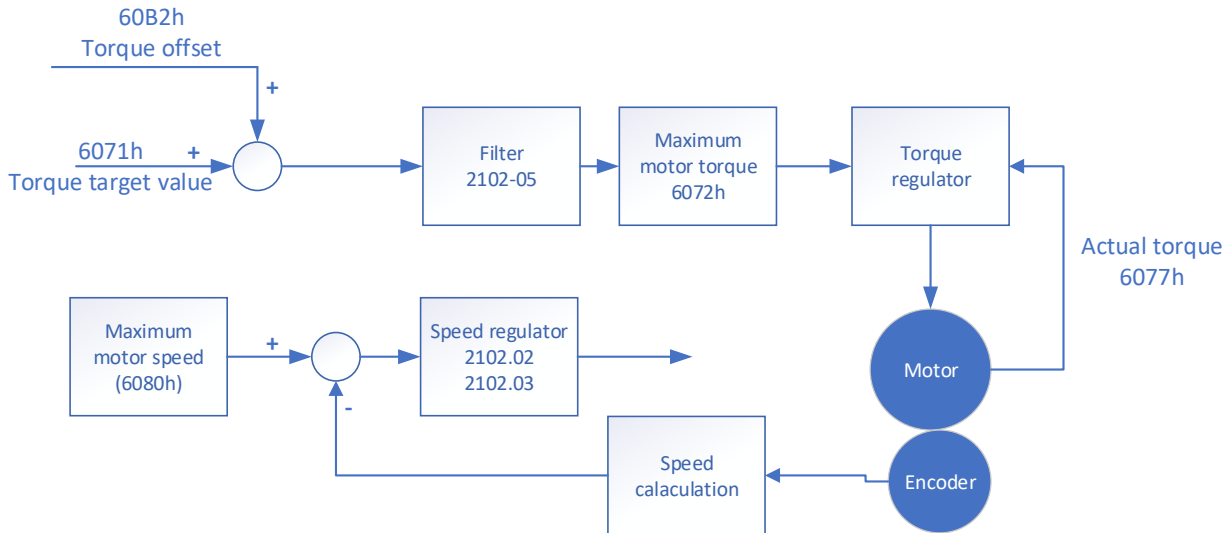 60B2h
Torque offset
+
+
6071h +
Torque target value
Filter
2102-05
Maximum
motor torque
6072h
Torque
regulator
Actual torque
6077h
Maximum
motor speed
(6080h)
+
-
Speed regulator
2102.02
2102.03
Motor
Speed
calaculation
Encoder